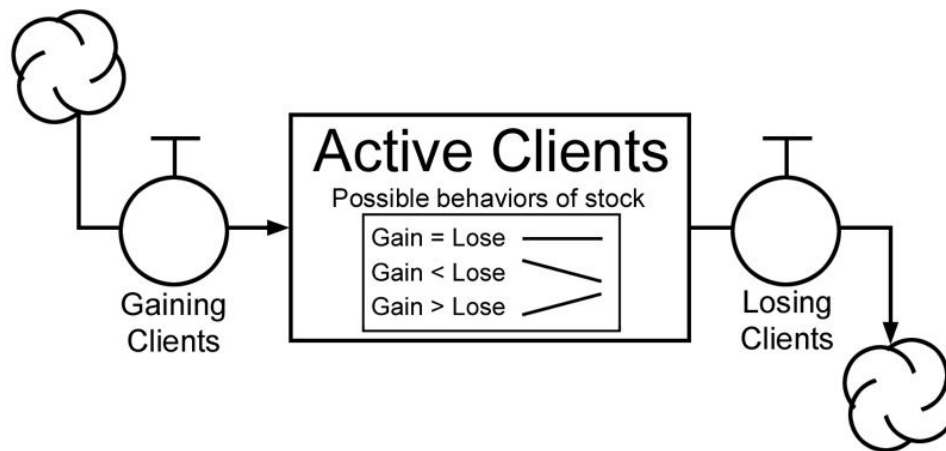 Active Clients
Possible behaviors of stock
Gain = Lose
Gain < Lose
Gain > Lose
Gaining
Clients
Losing
Clients